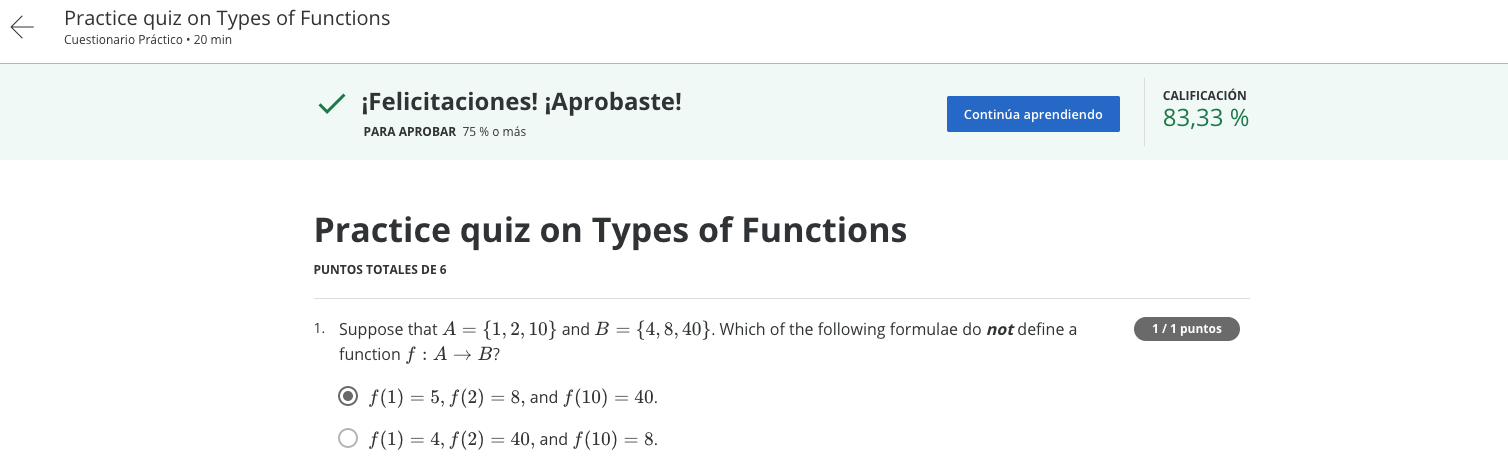 Practice quiz on Types of Functions
Cuestionario Práctico • 20 min
¡Felicitaciones! ¡Aprobaste!
PARA APROBAR 75 % o más
Continúa aprendiendo
CALIFICACIÓN
83,33 %
Practice quiz on Types of Functions
PUNTOS TOTALES DE 6
1. Suppose that A = {1, 2, 10} and B = {4, 8, 40}. Which of the following formulae do not define a
function f : A → B?
1 / 1 puntos
f(1) = 5, f(2) = 8, and f(10) = 40.
f(1) = 4, f(2) = 40, and f(10) = 8.